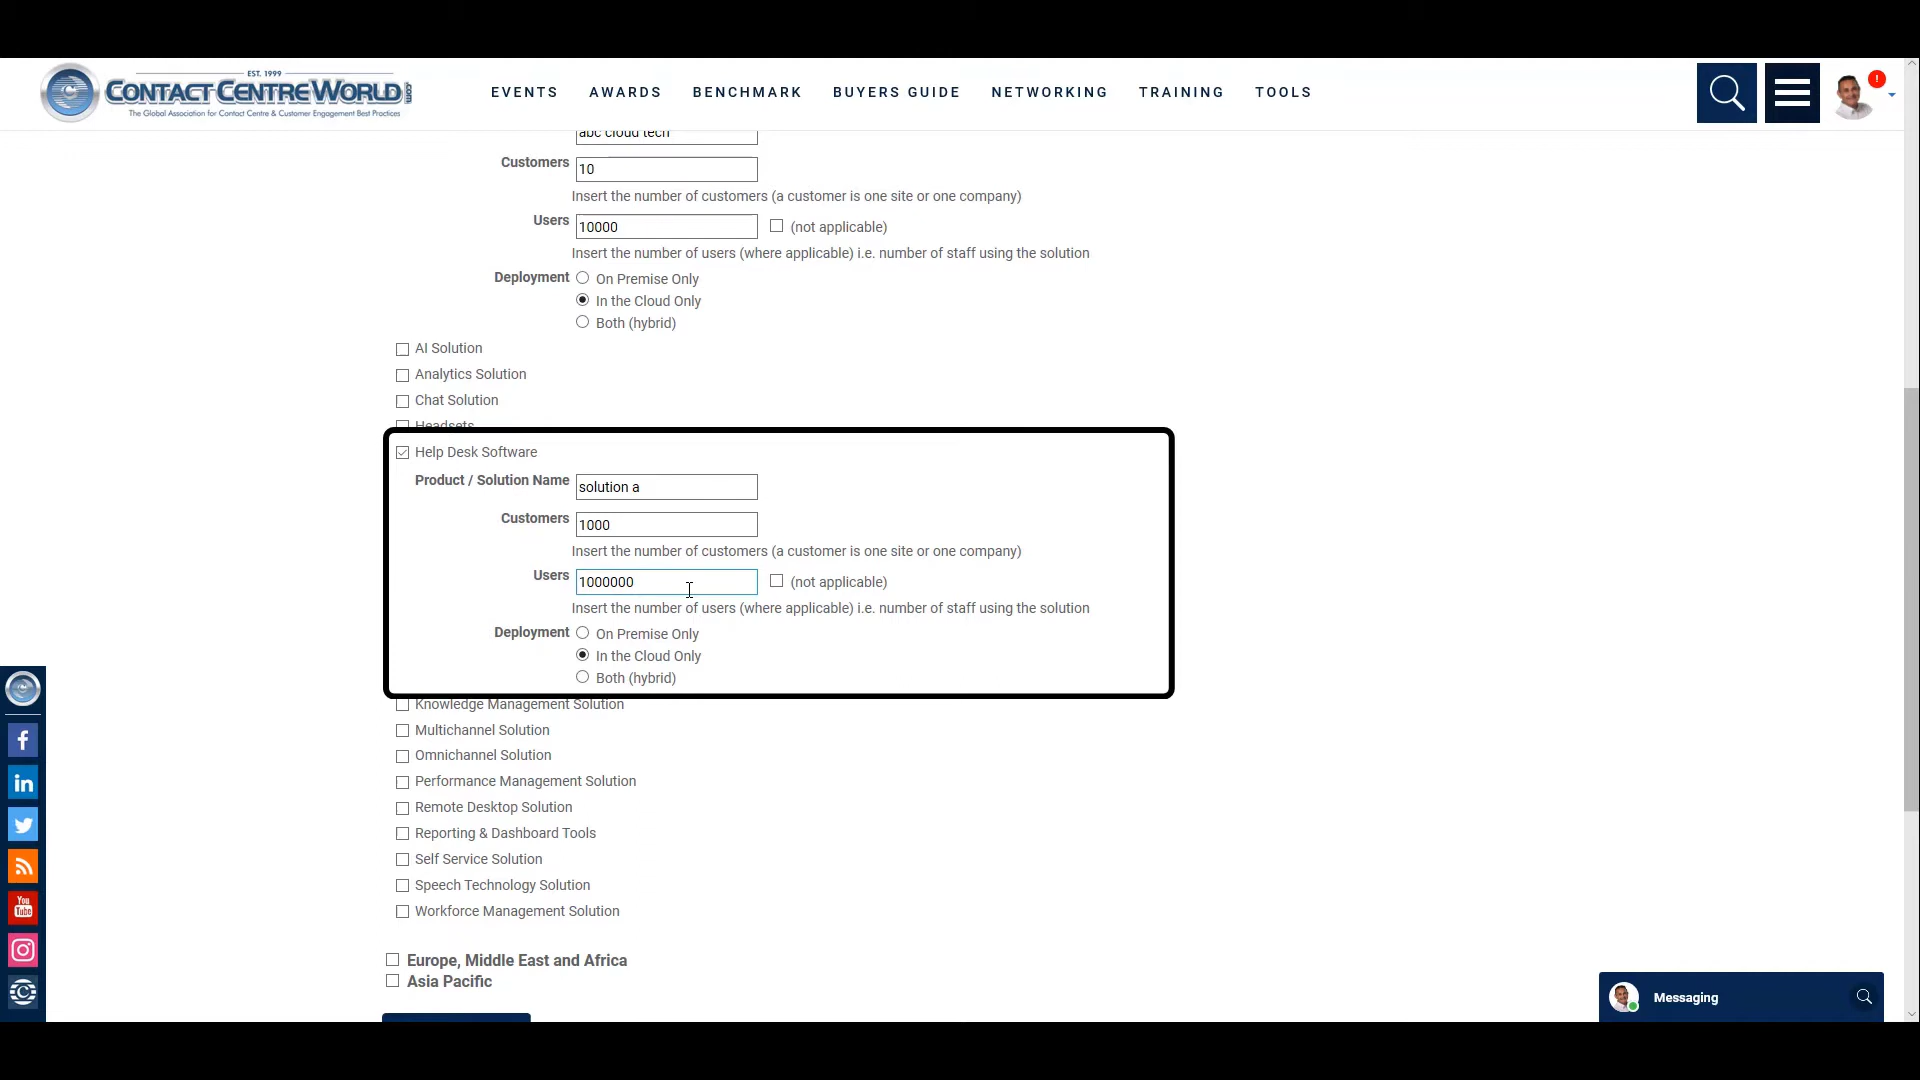 EST. 1999
CONTACT CENTREWORLD.com
The Global Association for Contact Centre & Customer Engagement Best Practices
EVENTS AWARDS BENCHMARK BUYERS GUIDE NETWORKING TRAINING TOOLS
!
abc cloud tech
Customers 10
Insert the number of customers (a customer is one site or one company)
Users 10000 (not applicable)
Insert the number of users (where applicable) i.e. number of staff using the solution
Deployment On Premise Only
In the Cloud Only
Both (hybrid)
AI Solution
Analytics Solution
Chat Solution
Headsets
Help Desk Software
Product / Solution Name solution a
Customers 1000
Insert the number of customers (a customer is one site or one company)
Users 1000000 (not applicable)
Insert the number of users (where applicable) i.e. number of staff using the solution
Deployment On Premise Only
In the Cloud Only
Both (hybrid)
Knowledge Management Solution
Multichannel Solution
Omnichannel Solution
Performance Management Solution
Remote Desktop Solution
Reporting & Dashboard Tools
Self Service Solution
Speech Technology Solution
Workforce Management Solution
Europe, Middle East and Africa
Asia Pacific
f
in
You
Tube
Messaging